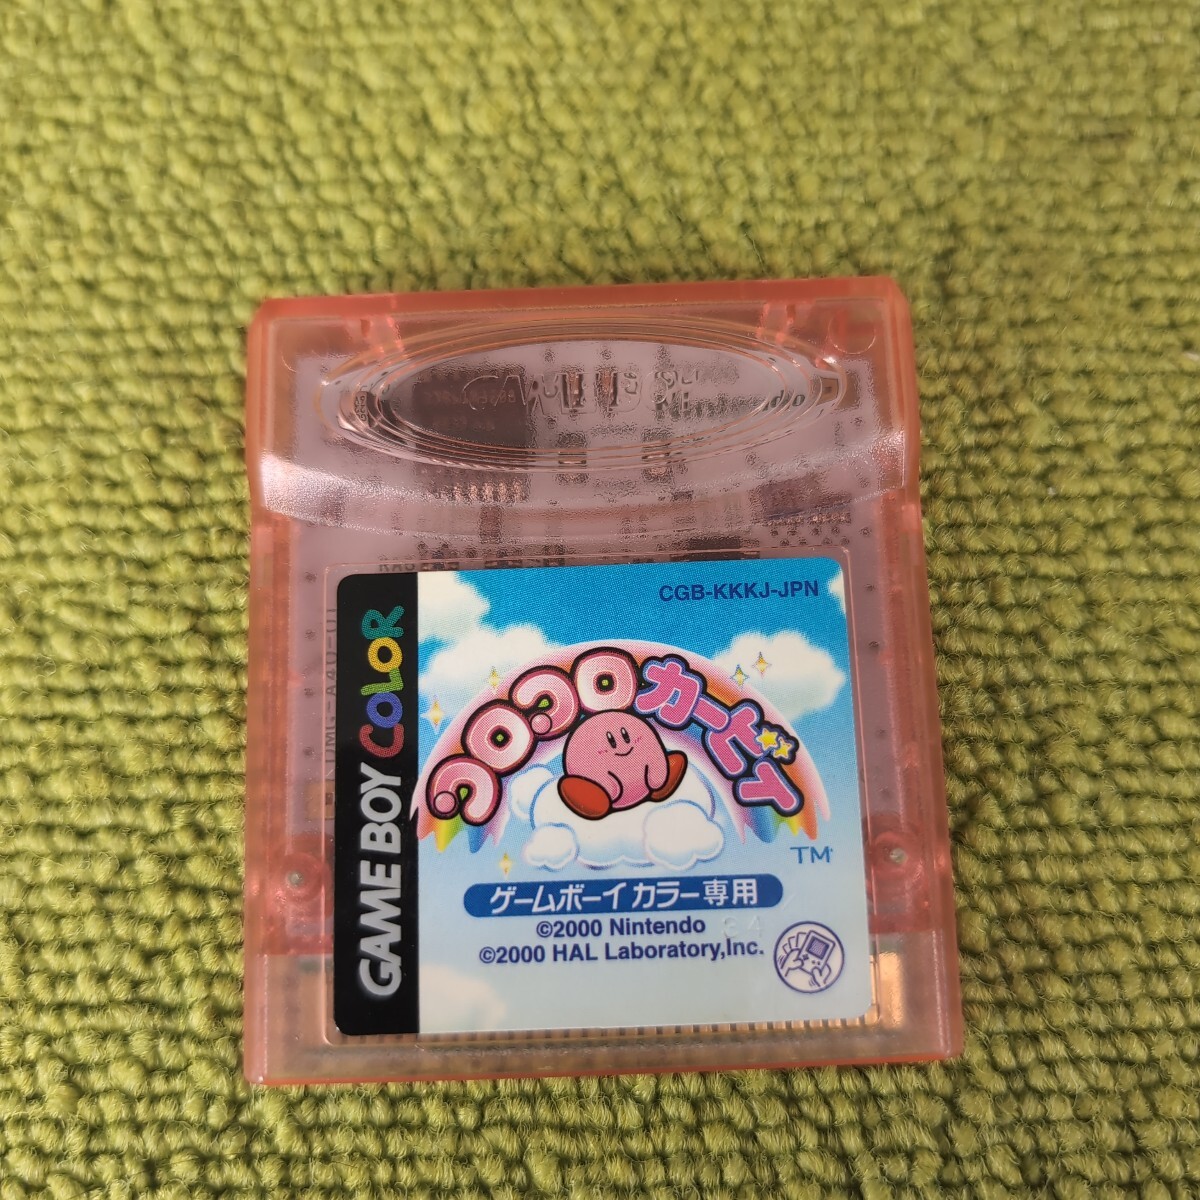 Nintendo
CGB-KKKJ-JPN
GAME BOY COLOR
コロコロカービィ
TM
ゲームボーイカラー専用
©2000 Nintendo
©2000 HAL Laboratory,Inc.